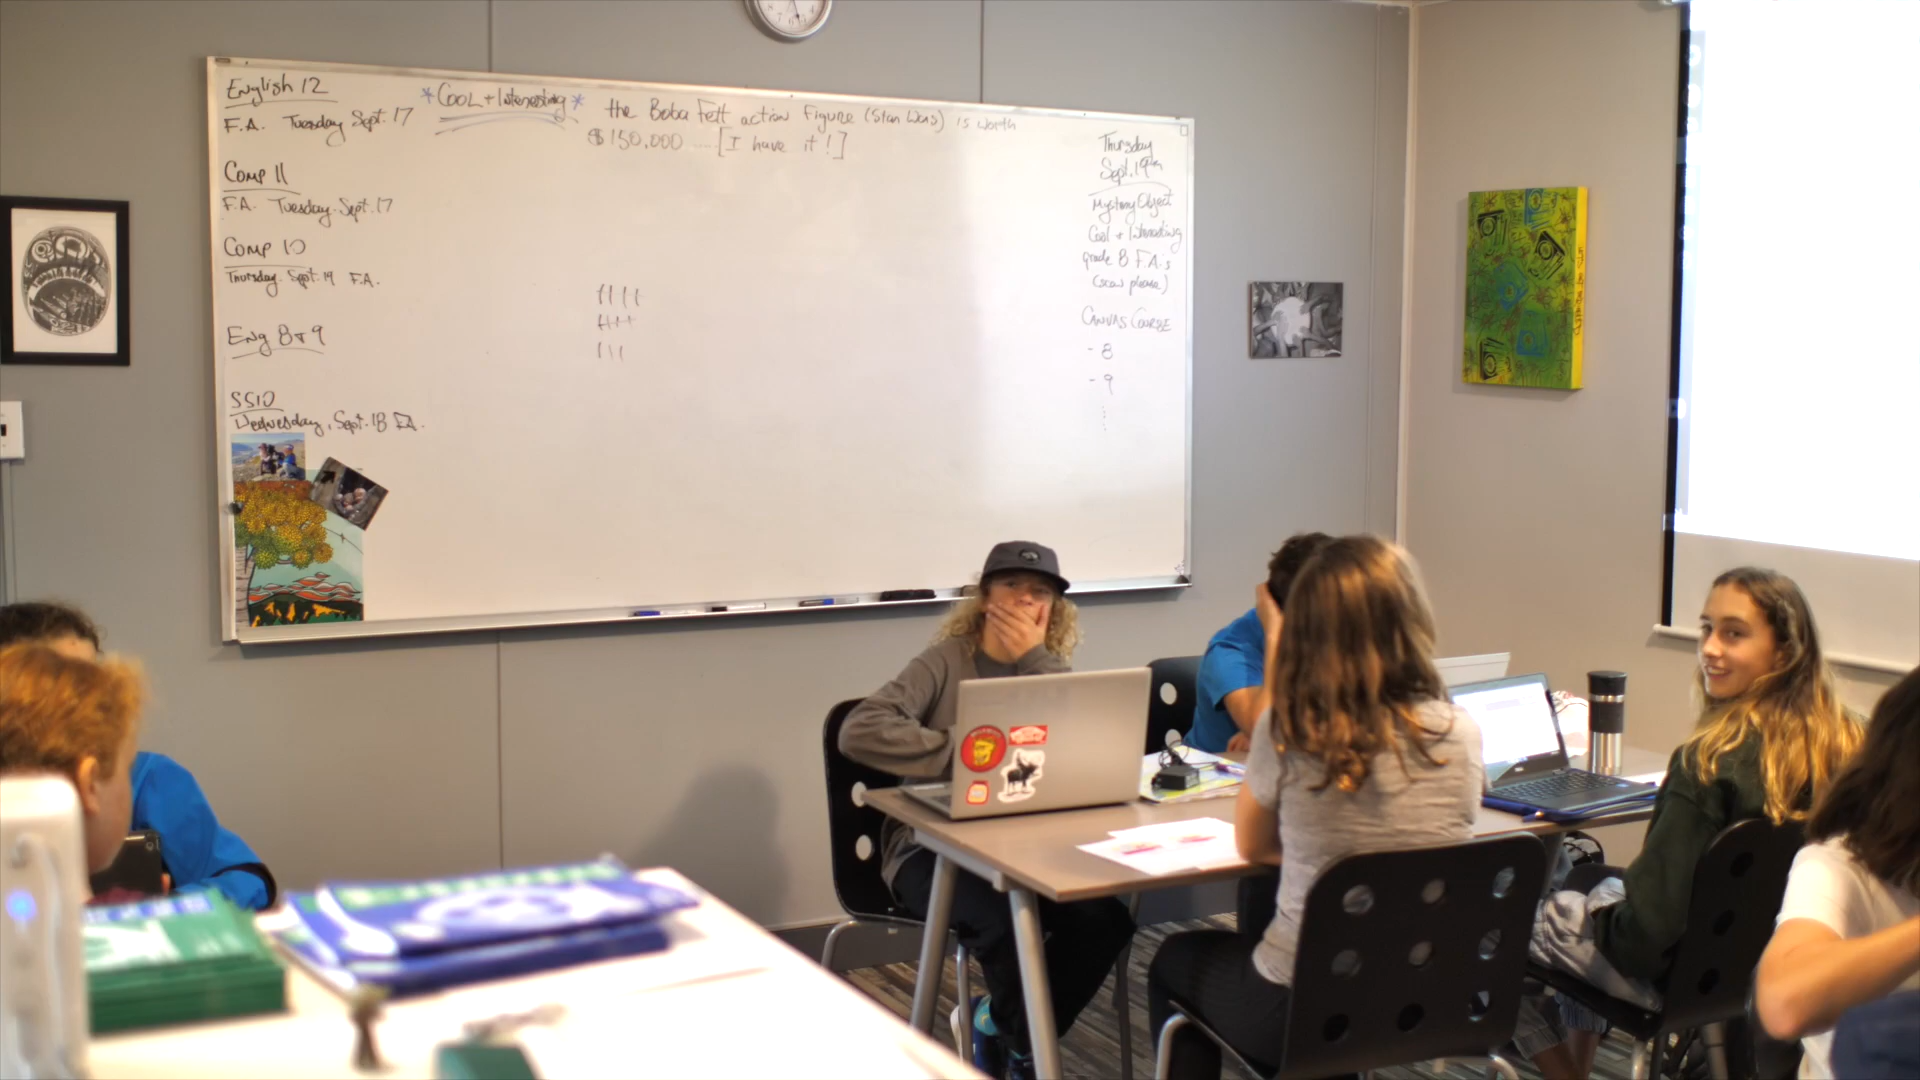 English 12
F.A. Tuesday Sept. 17
Comp 11
F.A. Tuesday. Sept. 17
Comp 10
Thursday. Sept. 19 F.A.
Eng 8+9
SS10
Wednesday, Sept. 18 F.A.
*Cool + Interesting*
the Boba Fett action Figure (Star Wars) is worth
$150,000 .... [I have it!]
Thursday
Sept. 19th
Mystery Object
Cool + Interesting
grade 8 F.A.'s
(scan please)
Canvas Course
- 8
- 9